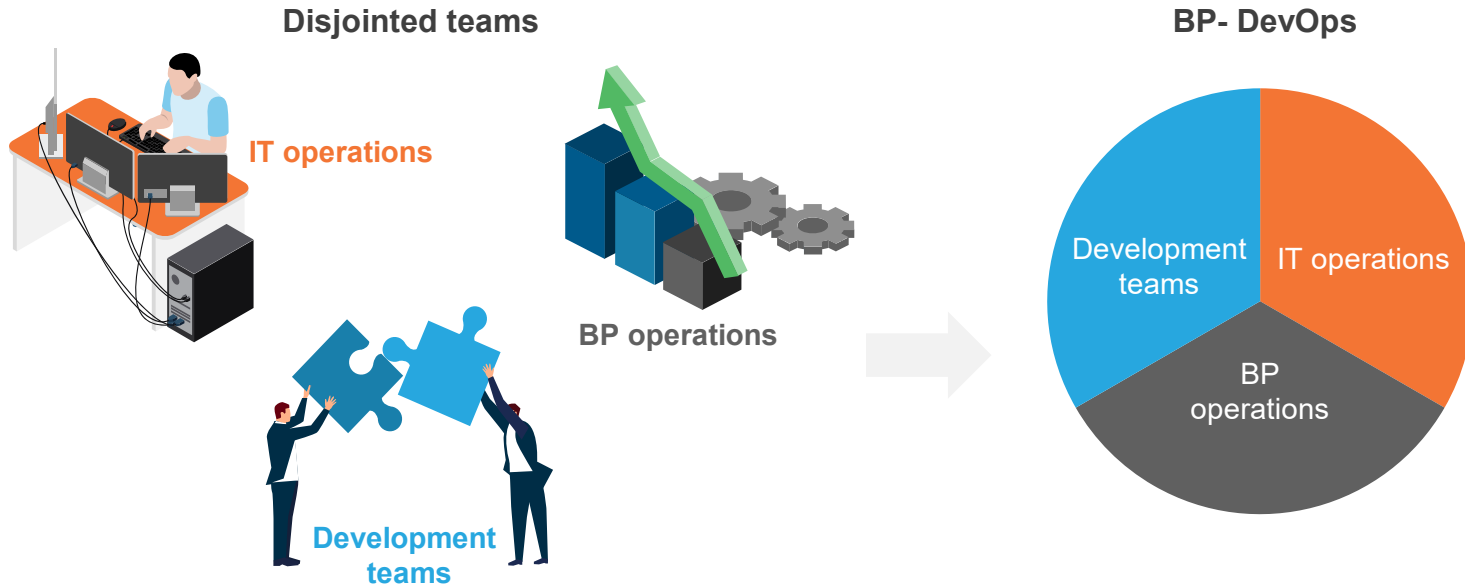 Disjointed teams
IT operations
BP operations
Development
teams
BP- DevOps
Development
teams
IT operations
BP
operations